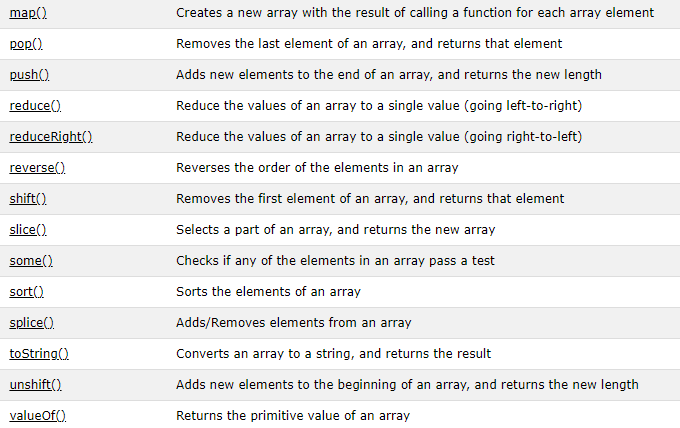 map() Creates a new array with the result of calling a function for each array element
pop() Removes the last element of an array, and returns that element
push() Adds new elements to the end of an array, and returns the new length
reduce() Reduce the values of an array to a single value (going left-to-right)
reduceRight() Reduce the values of an array to a single value (going right-to-left)
reverse() Reverses the order of the elements in an array
shift() Removes the first element of an array, and returns that element
slice() Selects a part of an array, and returns the new array
some() Checks if any of the elements in an array pass a test
sort() Sorts the elements of an array
splice() Adds/Removes elements from an array
toString() Converts an array to a string, and returns the result
unshift() Adds new elements to the beginning of an array, and returns the new length
valueOf() Returns the primitive value of an array